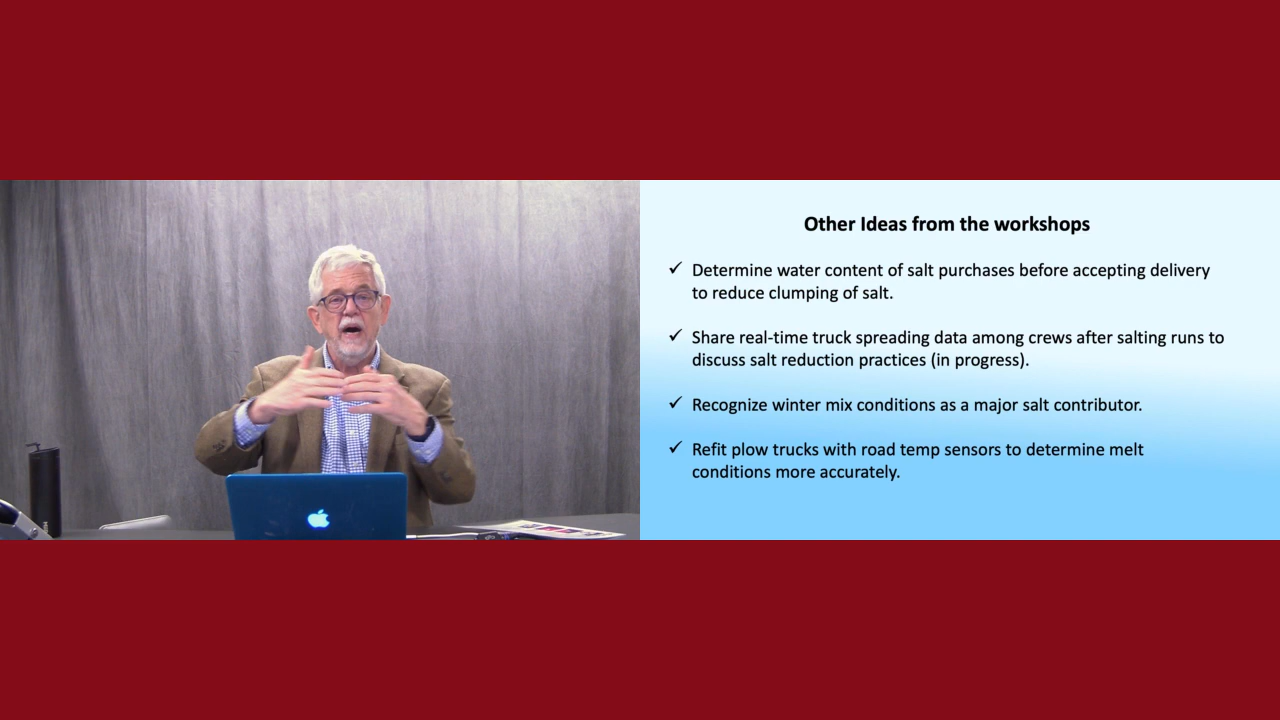 Other Ideas from the workshops
✓ Determine water content of salt purchases before accepting delivery
to reduce clumping of salt.
✓ Share real-time truck spreading data among crews after salting runs to
discuss salt reduction practices (in progress).
✓ Recognize winter mix conditions as a major salt contributor.
✓ Refit plow trucks with road temp sensors to determine melt
conditions more accurately.